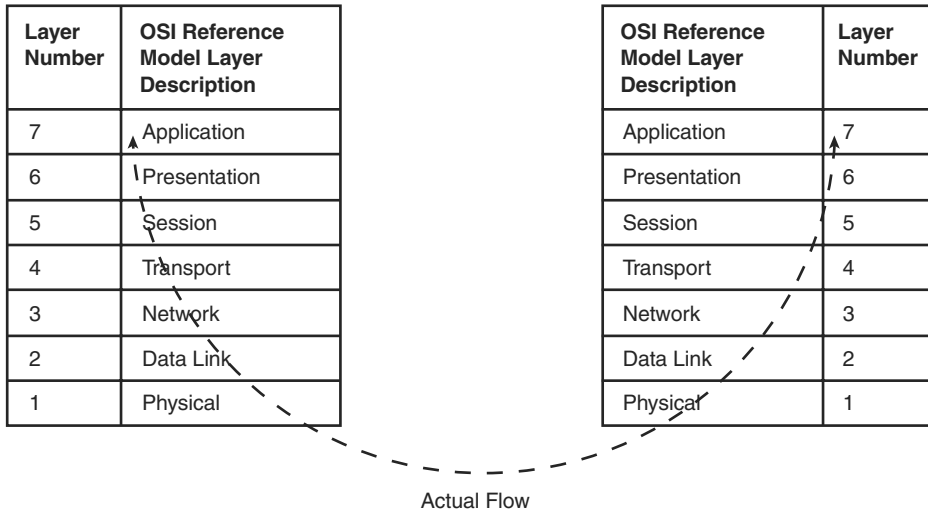 Layer Number OSI Reference Model Layer Description
7 Application
6 Presentation
5 Session
4 Transport
3 Network
2 Data Link
1 Physical
OSI Reference Model Layer Description Layer Number
Application 7
Presentation 6
Session 5
Transport 4
Network 3
Data Link 2
Physical 1
Actual Flow